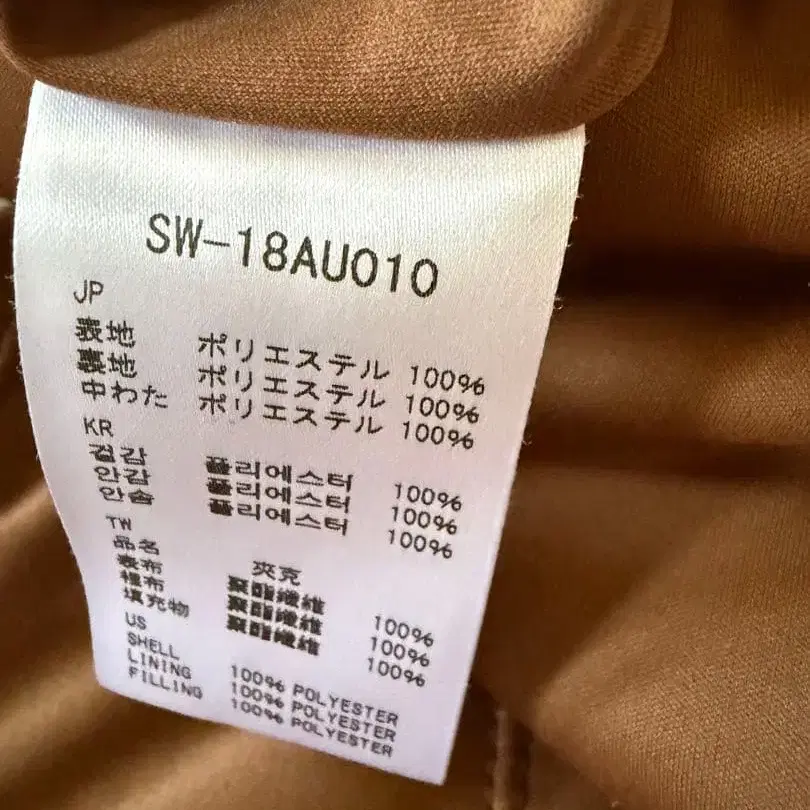 SW-18AU010
JP
表地 ポリエステル 100%
裏地 ポリエステル 100%
中わた ポリエステル 100%
KR
겉감 폴리에스터 100%
안감 폴리에스터 100%
안솜 폴리에스터 100%
TW
品名 夾克
表布 聚酯纖維 100%
裡布 聚酯纖維 100%
填充物 聚酯纖維 100%
US
SHELL 100% POLYESTER
LINING 100% POLYESTER
FILLING 100% POLYESTER